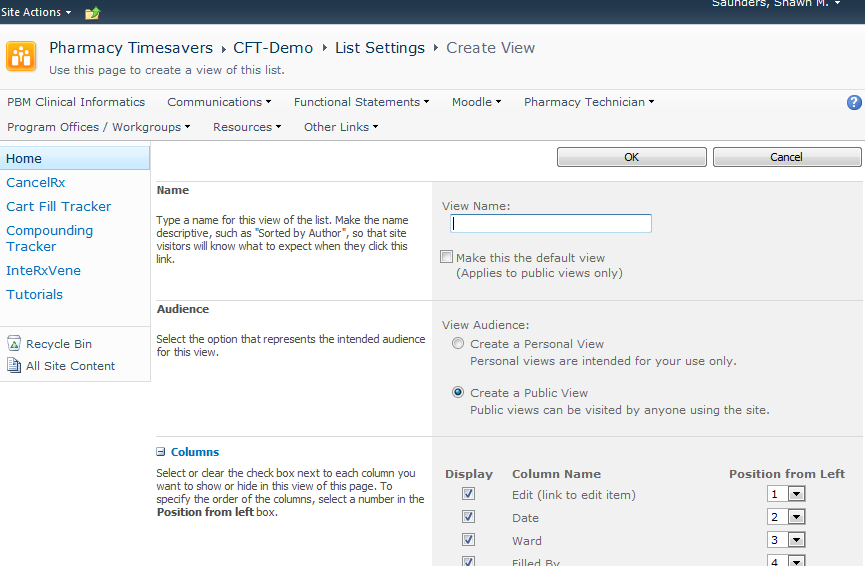 Site Actions
Saunders, Shawn M.
Pharmacy Timesavers CFT-Demo List Settings Create View
Use this page to create a view of this list.
PBM Clinical Informatics Communications Functional Statements Moodle Pharmacy Technician
Program Offices / Workgroups Resources Other Links
Home
CancelRx
Cart Fill Tracker
Compounding
Tracker
InteRxVene
Tutorials
Recycle Bin
All Site Content
OK Cancel
Name
Type a name for this view of the list. Make the name
descriptive, such as "Sorted by Author", so that site
visitors will know what to expect when they click this
link.
View Name:
Make this the default view
(Applies to public views only)
Audience
Select the option that represents the intended audience
for this view.
View Audience:
Create a Personal View
Personal views are intended for your use only.
Create a Public View
Public views can be visited by anyone using the site.
Columns
Select or clear the check box next to each column you
want to show or hide in this view of this page. To
specify the order of the columns, select a number in the
Position from left box.
Display Column Name Position from Left
Edit (link to edit item) 1
Date 2
Ward 3
Filled By 4